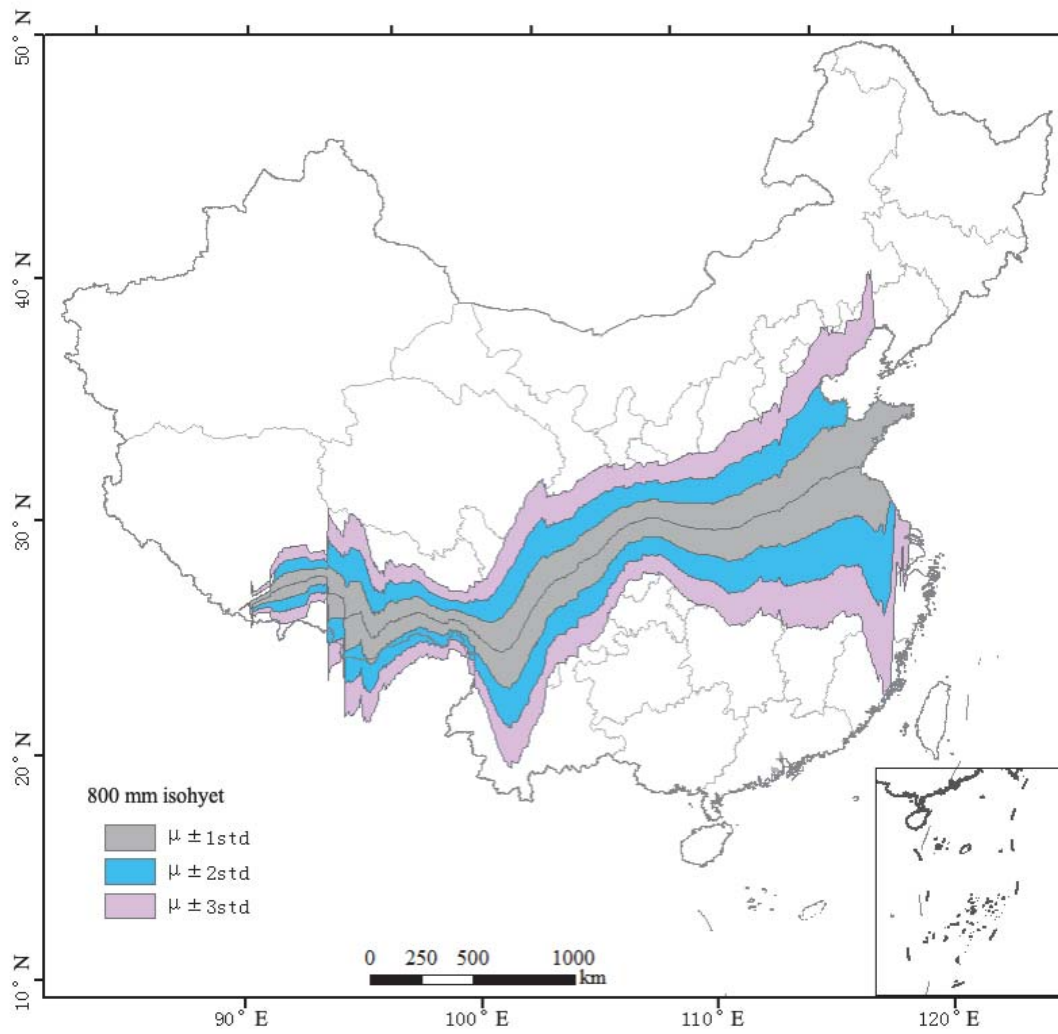 50° N
40° N
30° N
20° N
10° N
800 mm isohyet
μ ± 1std
μ ± 2std
μ ± 3std
0 250 500 1000
km
90° E 100° E 110° E 120° E